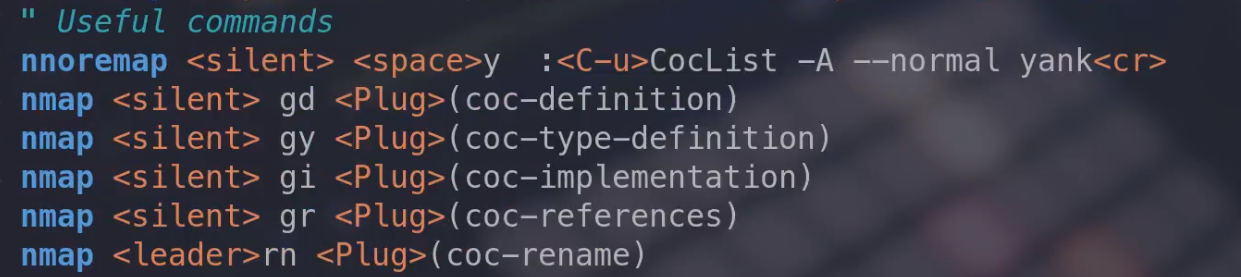 " Useful commands
nnoremap <silent> <space>y  :<C-u>CocList -A --normal yank<cr>
nmap <silent> gd <Plug>(coc-definition)
nmap <silent> gy <Plug>(coc-type-definition)
nmap <silent> gi <Plug>(coc-implementation)
nmap <silent> gr <Plug>(coc-references)
nmap <leader>rn <Plug>(coc-rename)